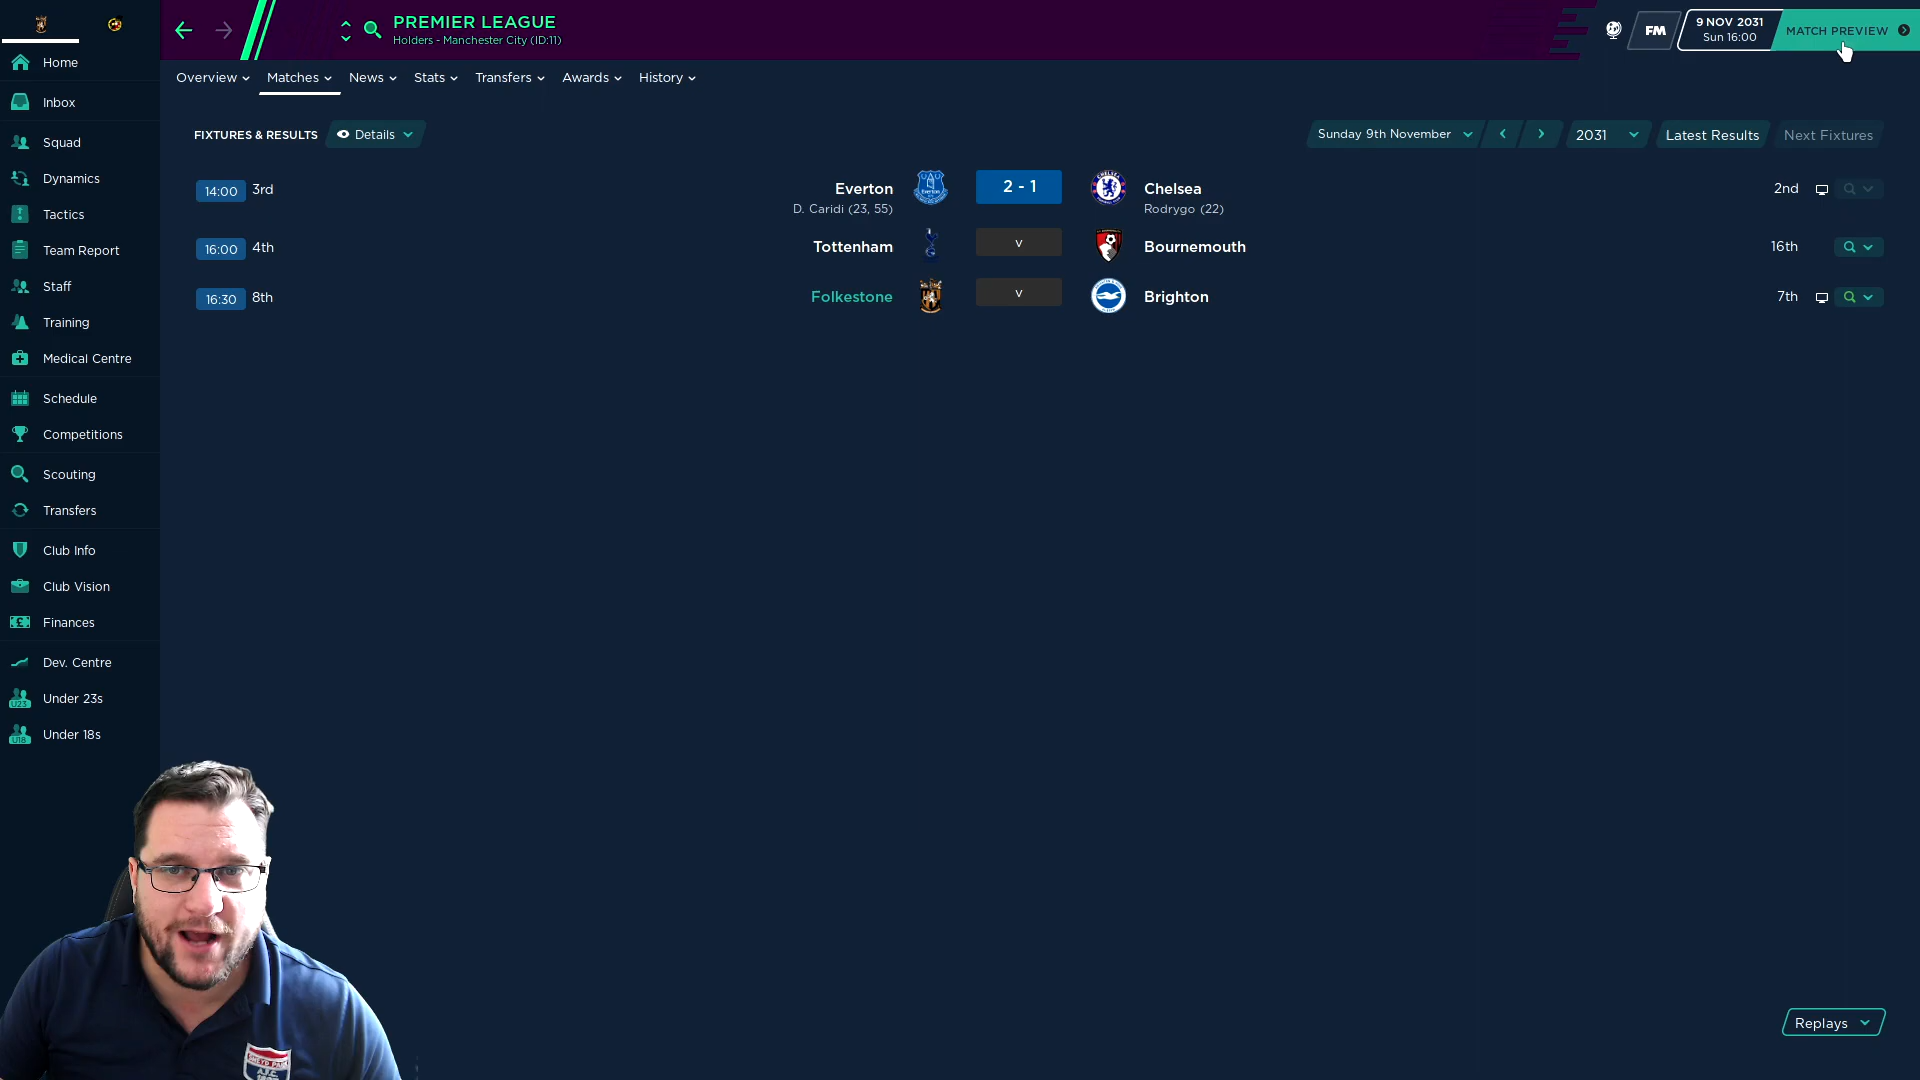 PREMIER LEAGUE
Holders - Manchester City (ID:11)
FM
9 NOV 2031
Sun 16:00
MATCH PREVIEW
Home
Inbox
Squad
Dynamics
Tactics
Team Report
Staff
Training
Medical Centre
Schedule
Competitions
Scouting
Transfers
Club Info
Club Vision
Finances
Dev. Centre
U23 Under 23s
U18 Under 18s
Overview Matches News Stats Transfers Awards History
FIXTURES & RESULTS Details
Sunday 9th November 2031 Latest Results Next Fixtures
14:00 3rd Everton 2 - 1 Chelsea 2nd
D. Caridi (23, 55) Rodrygo (22)
16:00 4th Tottenham v Bournemouth 16th
16:30 8th Folkestone v Brighton 7th
Replays